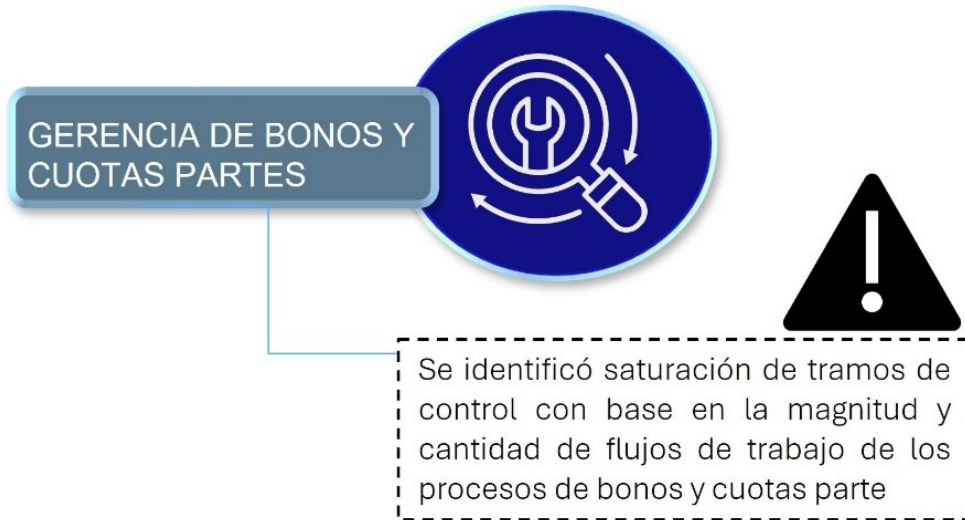 GERENCIA DE BONOS Y
CUOTAS PARTES
Se identificó saturación de tramos de
control con base en la magnitud y
cantidad de flujos de trabajo de los
procesos de bonos y cuotas parte